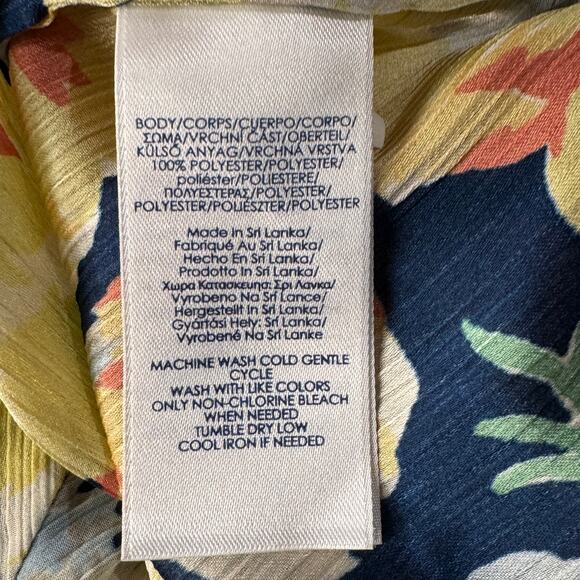 BODY/CORPS/CUERPO/CORPO/
ΣΩΜΑ/VRCHNÍ ČÁST/OBERTEIL/
KÜLSŐ ANYAG/VRCHNÁ VRSTVA
100% POLYESTER/POLYESTER/
poliéster/POLIESTERE/
ΠΟΛΥΕΣΤΕΡΑΣ/POLYESTER/
POLYESTER/POLIÉSZTER/POLYESTER
Made In Sri Lanka/
Fabriqué Au Sri Lanka/
Hecho En Sri Lanka/
Prodotto In Sri Lanka/
Χωρα Κατασκευης: Σρι Λανκα/
Vyrobeno Na Srí Lance/
Hergestellt In Sri Lanka/
Gyártási Hely: Srí Lanka/
Vyrobené Na Srí Lanke
MACHINE WASH COLD GENTLE
CYCLE
WASH WITH LIKE COLORS
ONLY NON-CHLORINE BLEACH
WHEN NEEDED
TUMBLE DRY LOW
COOL IRON IF NEEDED